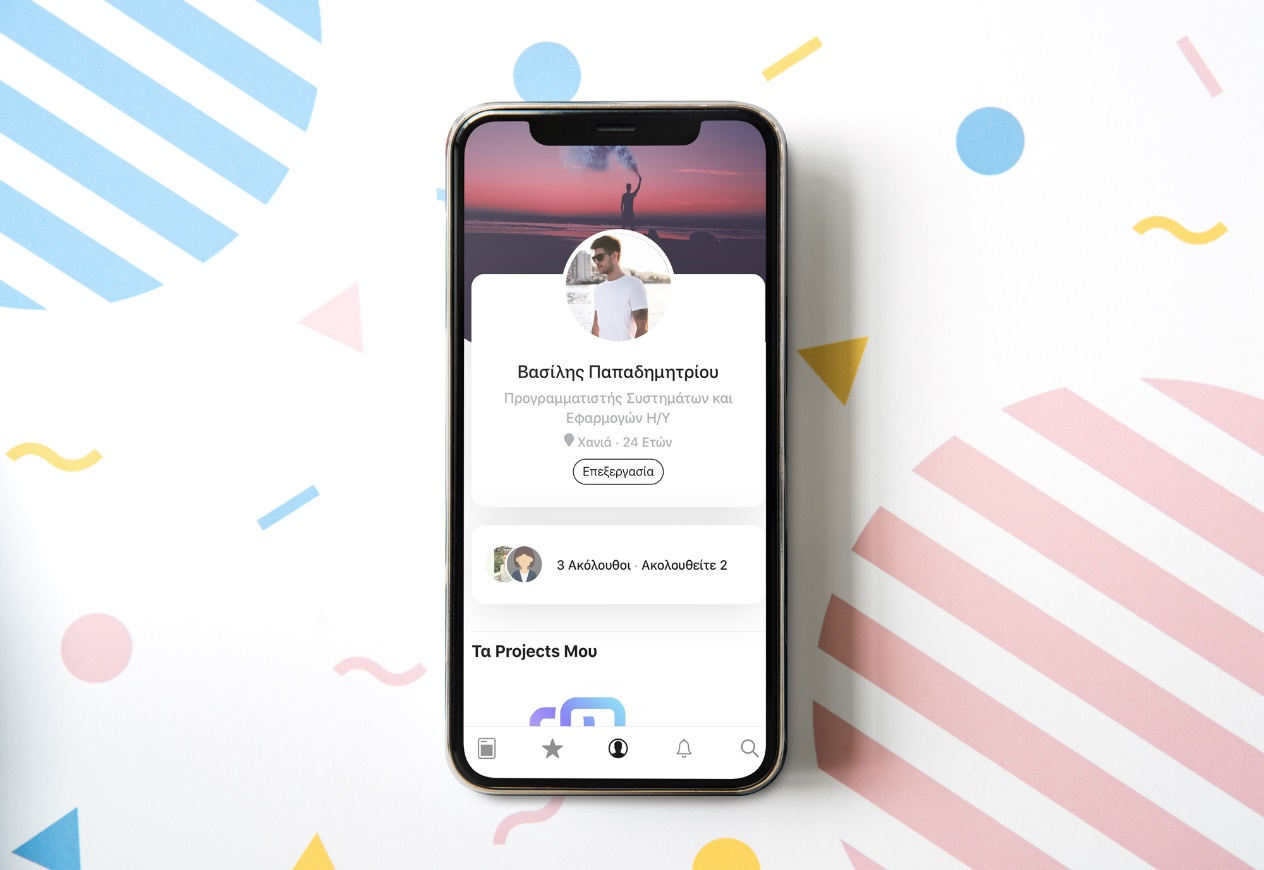 Βασίλης Παπαδημητρίου
Προγραμματιστής Συστημάτων και
Εφαρμογών Η/Υ
Χανιά · 24 Ετών
Επεξεργασία
3 Ακόλουθοι · Ακολουθείτε 2
Τα Projects Μου